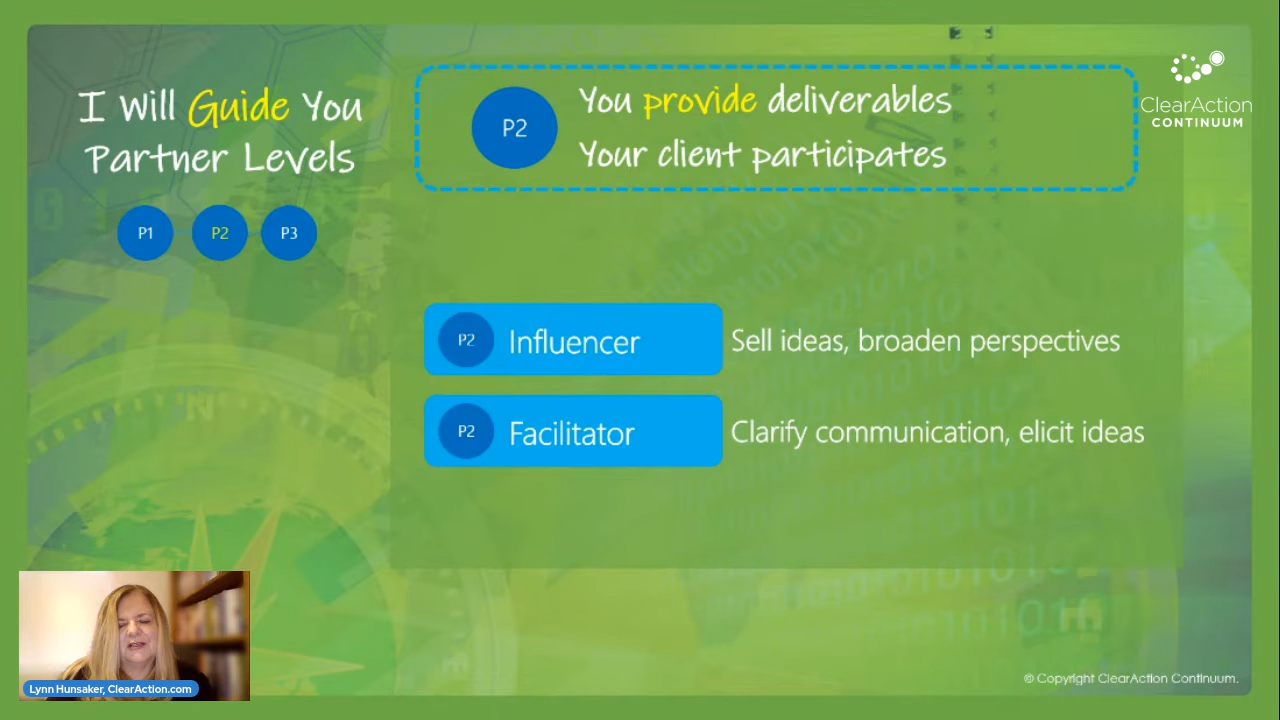 I Will Guide You
Partner Levels
P1
P2
P3
P2
You provide deliverables
Your client participates
ClearAction
CONTINUUM
P2
Influencer
Sell ideas, broaden perspectives
P2
Facilitator
Clarify communication, elicit ideas
Lynn Hunsaker, ClearAction.com
© Copyright ClearAction Continuum.